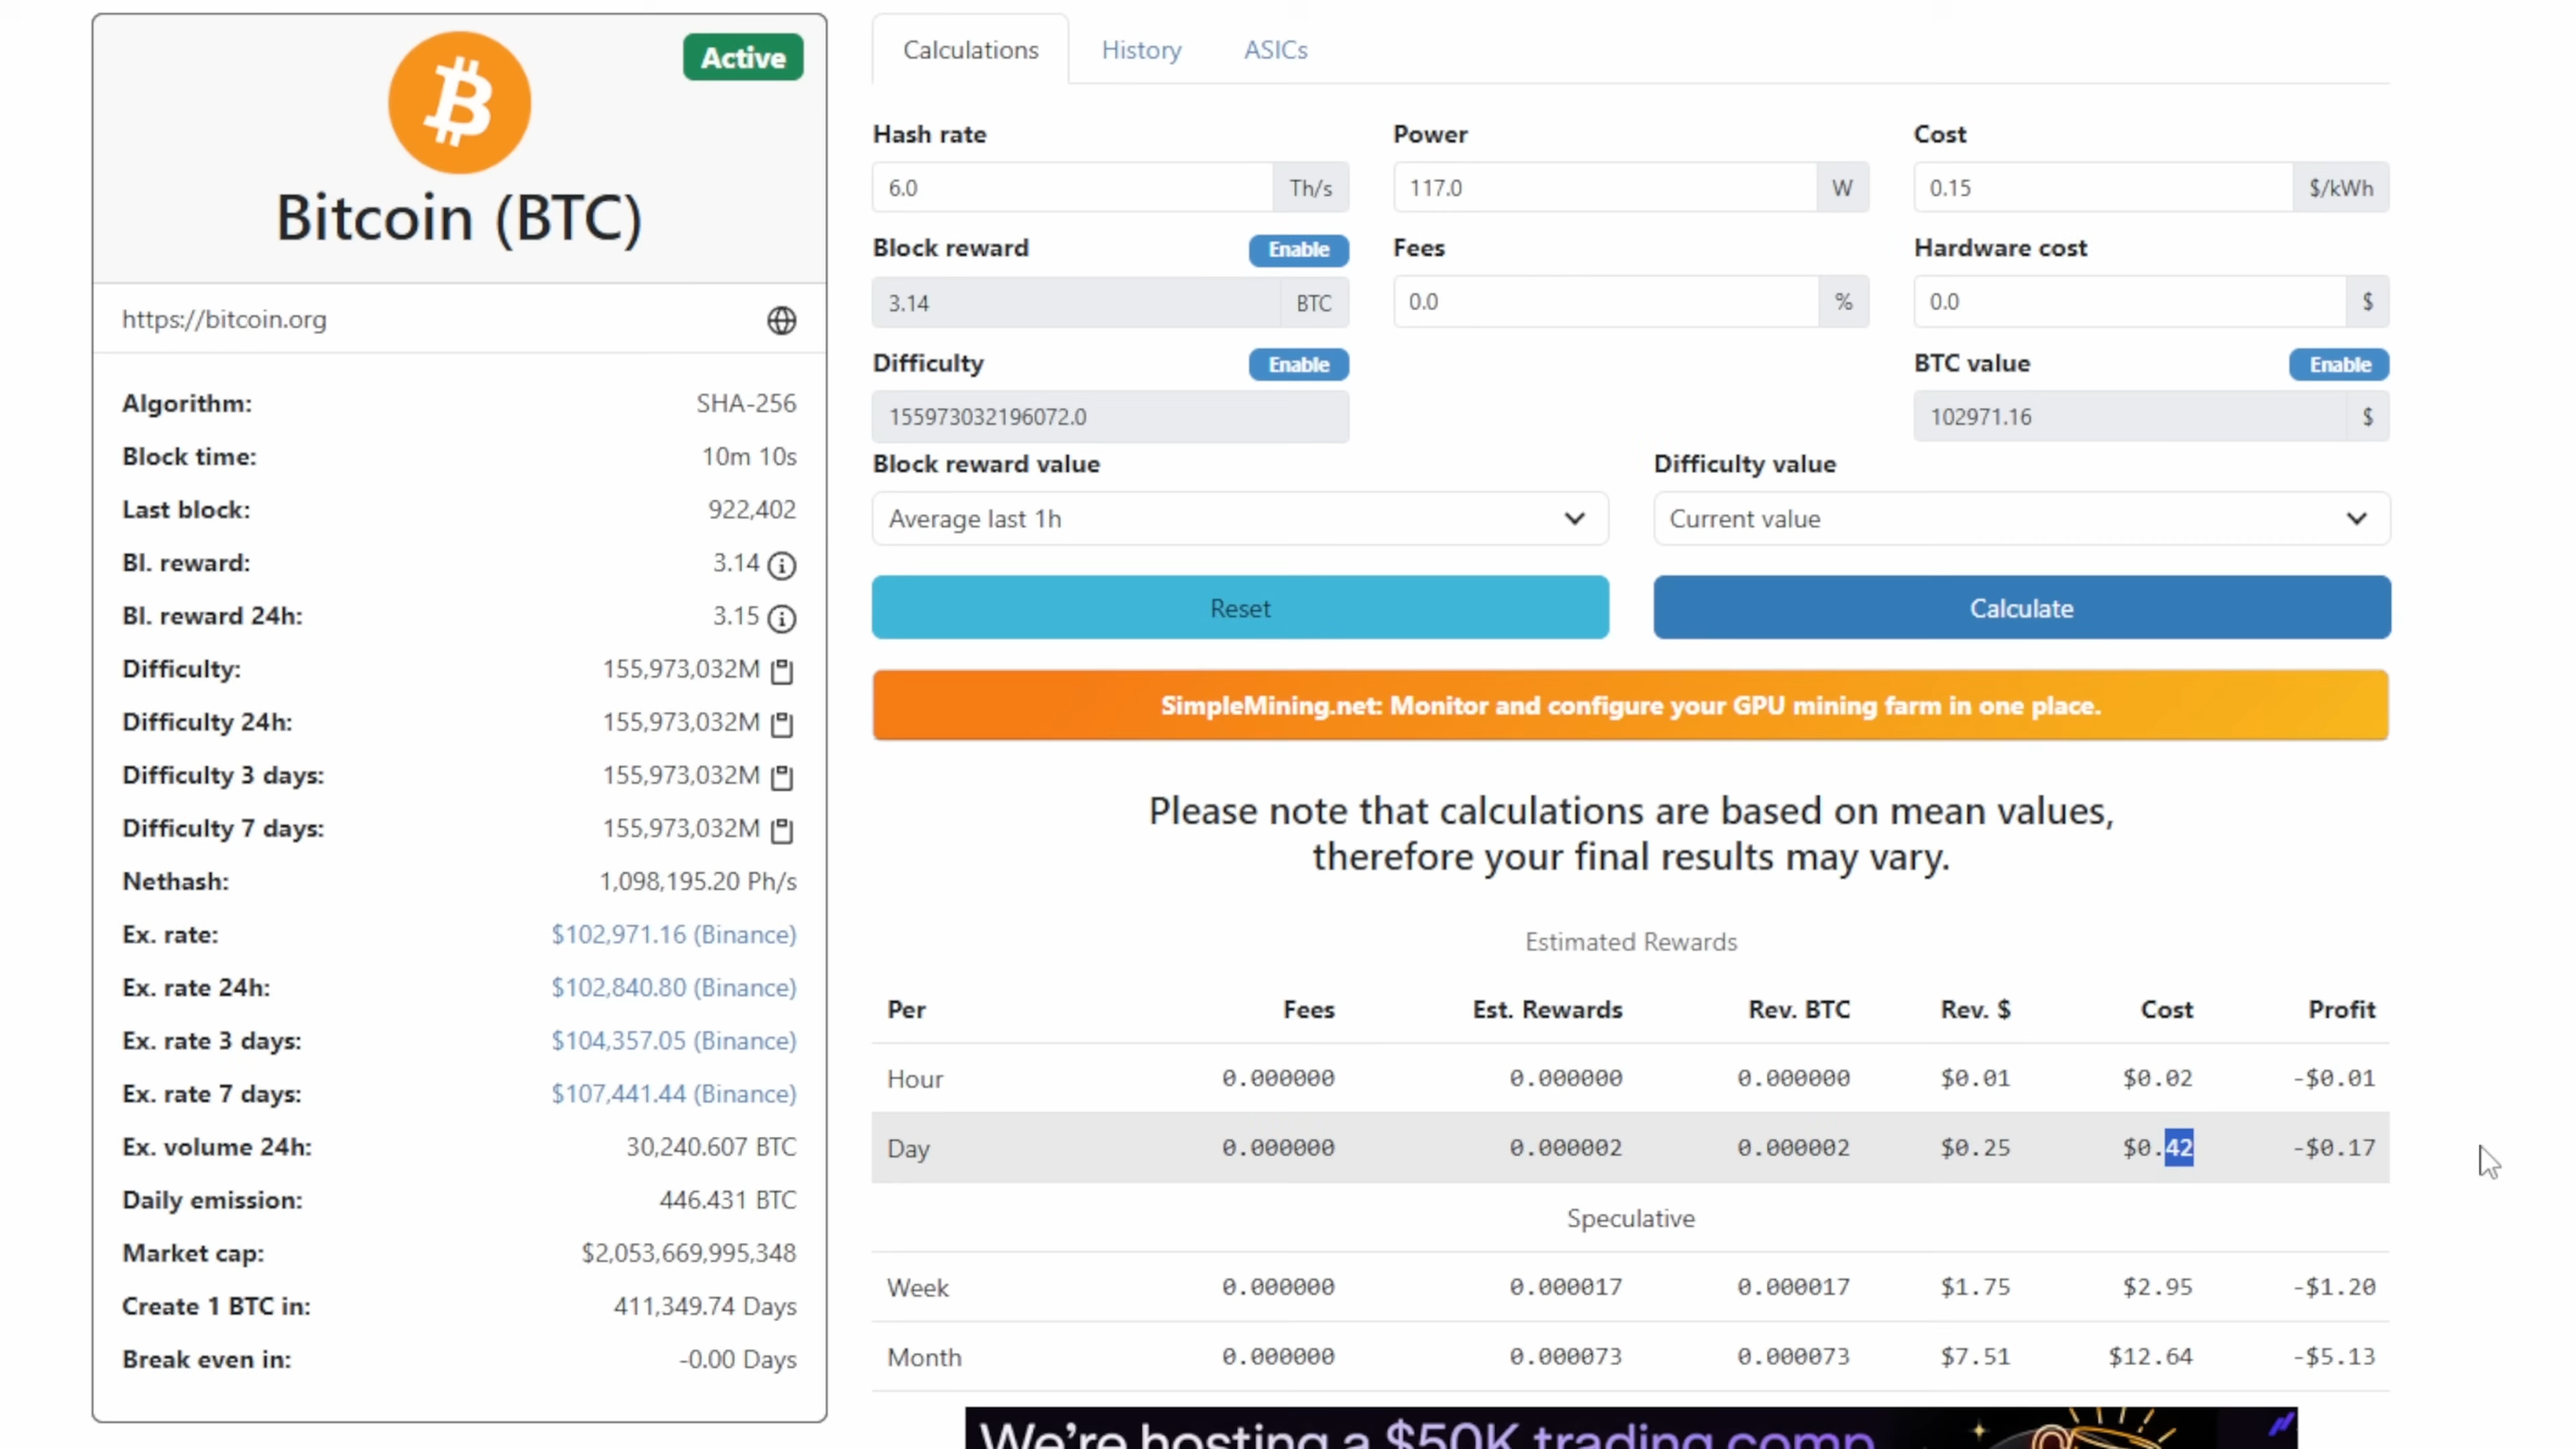 Active
Bitcoin (BTC)
https://bitcoin.org
Algorithm: SHA-256
Block time: 10m 10s
Last block: 922,402
Bl. reward: 3.14
Bl. reward 24h: 3.15
Difficulty: 155,973,032M
Difficulty 24h: 155,973,032M
Difficulty 3 days: 155,973,032M
Difficulty 7 days: 155,973,032M
Nethash: 1,098,195.20 Ph/s
Ex. rate: $102,971.16 (Binance)
Ex. rate 24h: $102,840.80 (Binance)
Ex. rate 3 days: $104,357.05 (Binance)
Ex. rate 7 days: $107,441.44 (Binance)
Ex. volume 24h: 30,240.607 BTC
Daily emission: 446.431 BTC
Market cap: $2,053,669,995,348
Create 1 BTC in: 411,349.74 Days
Break even in: -0.00 Days
Calculations History ASICs
Hash rate Power Cost
6.0 Th/s 117.0 W 0.15 $/kWh
Block reward Enable Fees Hardware cost
3.14 BTC 0.0 % 0.0 $
Difficulty Enable BTC value Enable
155973032196072.0 102971.16 $
Block reward value Difficulty value
Average last 1h Current value
Reset Calculate
SimpleMining.net: Monitor and configure your GPU mining farm in one place.
Please note that calculations are based on mean values,
therefore your final results may vary.
Estimated Rewards
Per Fees Est. Rewards Rev. BTC Rev. $ Cost Profit
Hour 0.000000 0.000000 0.000000 $0.01 $0.02 -$0.01
Day 0.000000 0.000002 0.000002 $0.25 $0.42 -$0.17
Speculative
Week 0.000000 0.000017 0.000017 $1.75 $2.95 -$1.20
Month 0.000000 0.000073 0.000073 $7.51 $12.64 -$5.13
We're hosting a $50K trading comp